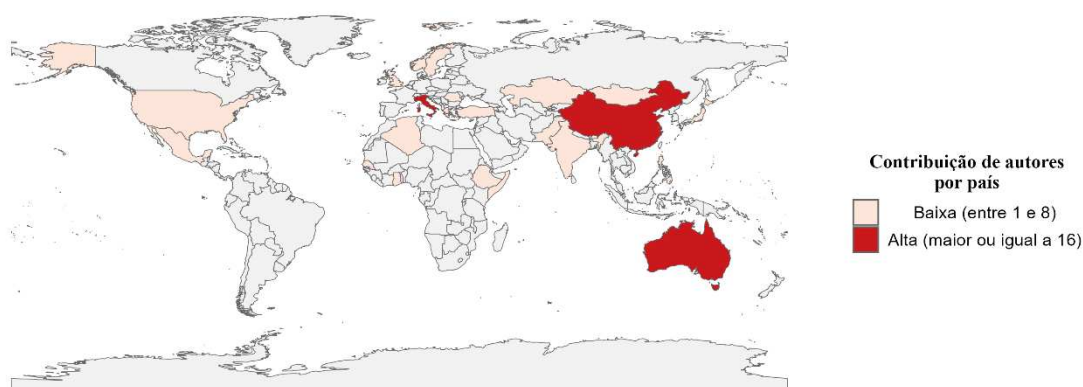 Contribuição de autores
por país
Baixa (entre 1 e 8)
Alta (maior ou igual a 16)